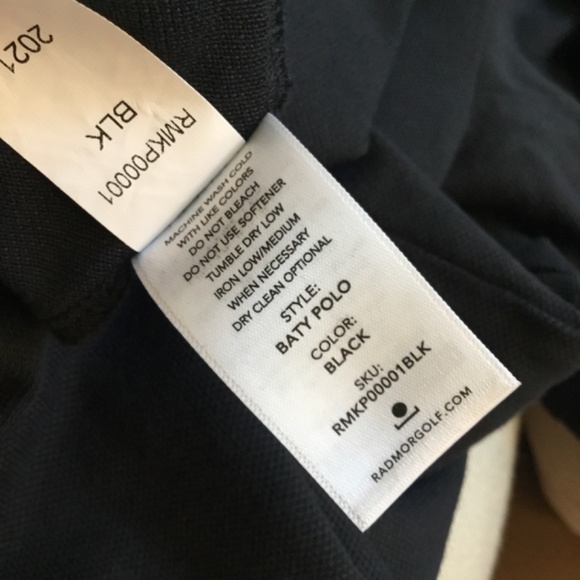 2021
RMKP00001
BLK
MACHINE WASH COLD
WITH LIKE COLORS
DO NOT BLEACH
DO NOT USE SOFTENER
TUMBLE DRY LOW
IRON LOW/MEDIUM
WHEN NECESSARY
DRY CLEAN OPTIONAL
STYLE:
BATY POLO
COLOR:
BLACK
SKU:
RMKP00001BLK
RADMORGOLF.COM